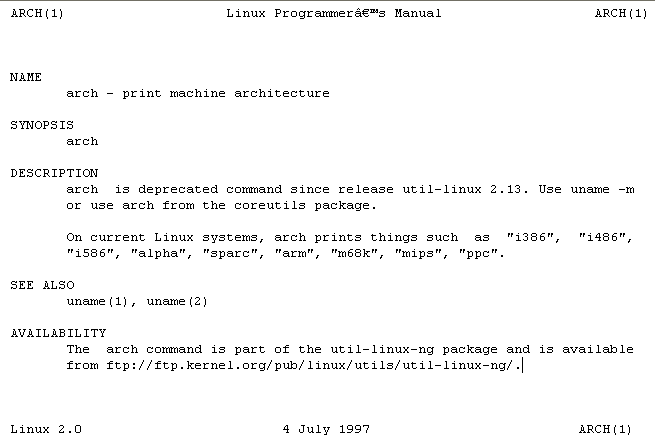 ARCH(1) Linux Programmerâ€™s Manual ARCH(1)
NAME
arch - print machine architecture
SYNOPSIS
arch
DESCRIPTION
arch is deprecated command since release util-linux 2.13. Use uname -m
or use arch from the coreutils package.
On current Linux systems, arch prints things such as "i386", "i486",
"i586", "alpha", "sparc", "arm", "m68k", "mips", "ppc".
SEE ALSO
uname(1), uname(2)
AVAILABILITY
The arch command is part of the util-linux-ng package and is available
from ftp://ftp.kernel.org/pub/linux/utils/util-linux-ng/.
Linux 2.0 4 July 1997 ARCH(1)